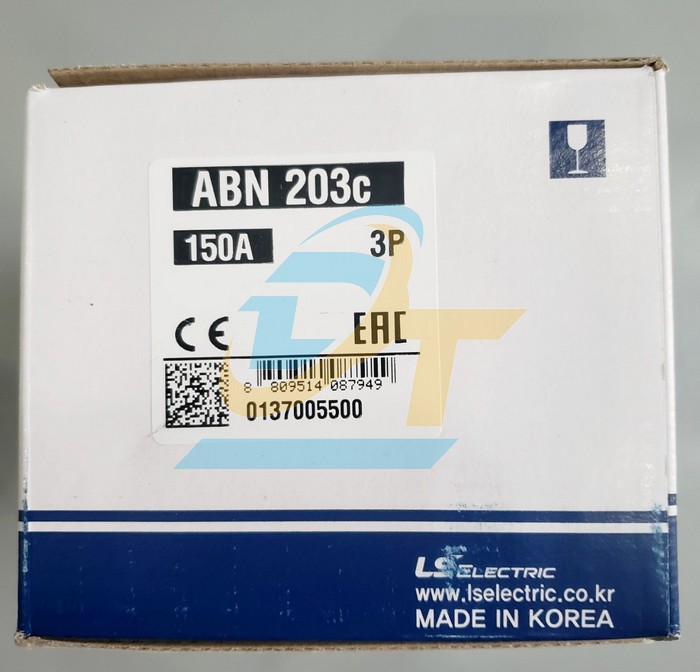 ABN 203c
150A 3P
CE EAC
8 809514 087949
0137005500
DT
LS ELECTRIC
www.lselectric.co.kr
MADE IN KOREA